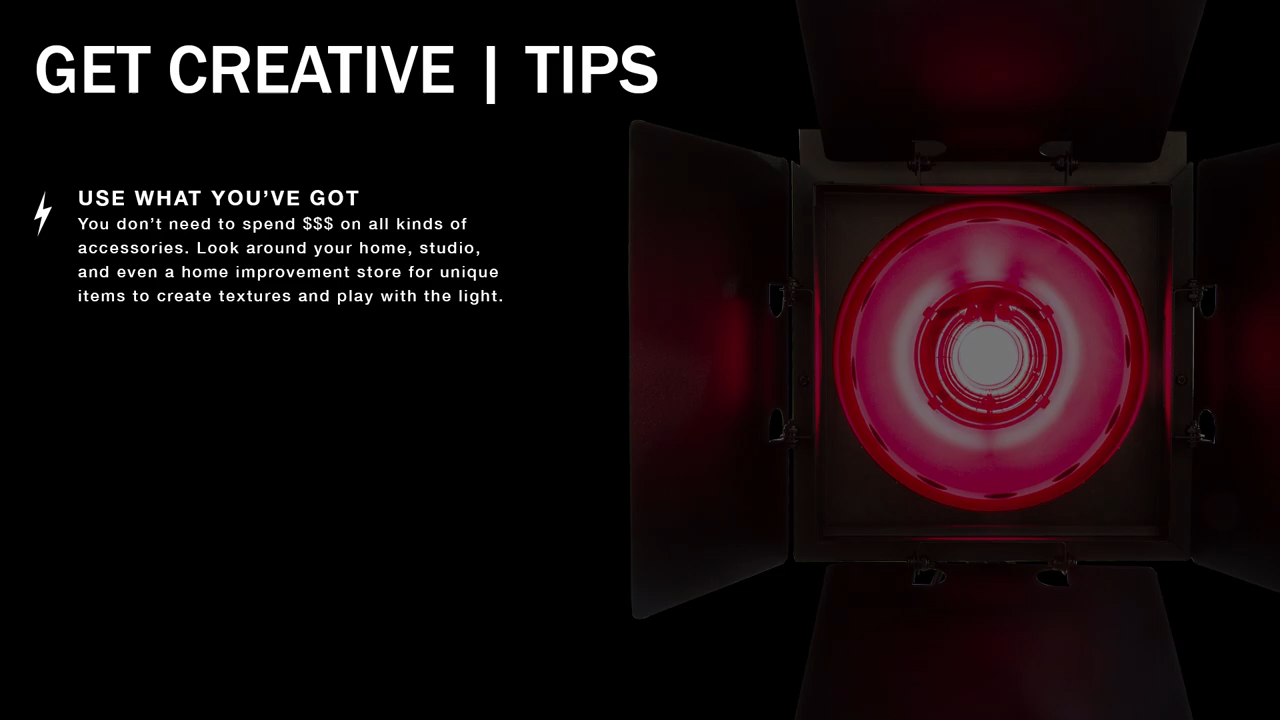 GET CREATIVE | TIPS
USE WHAT YOU’VE GOT
You don’t need to spend $$$ on all kinds of
accessories. Look around your home, studio,
and even a home improvement store for unique
items to create textures and play with the light.